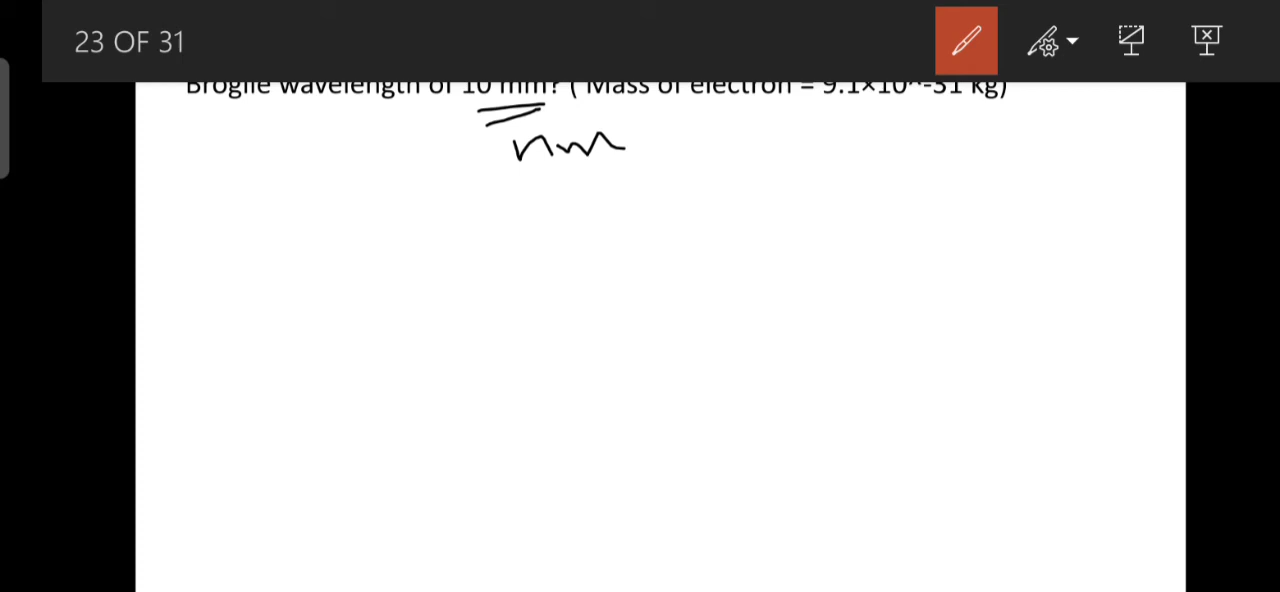 23 OF 31
Broglie wavelength of 10 mm? ( Mass of electron = 9.1×10^-31 kg)
nm